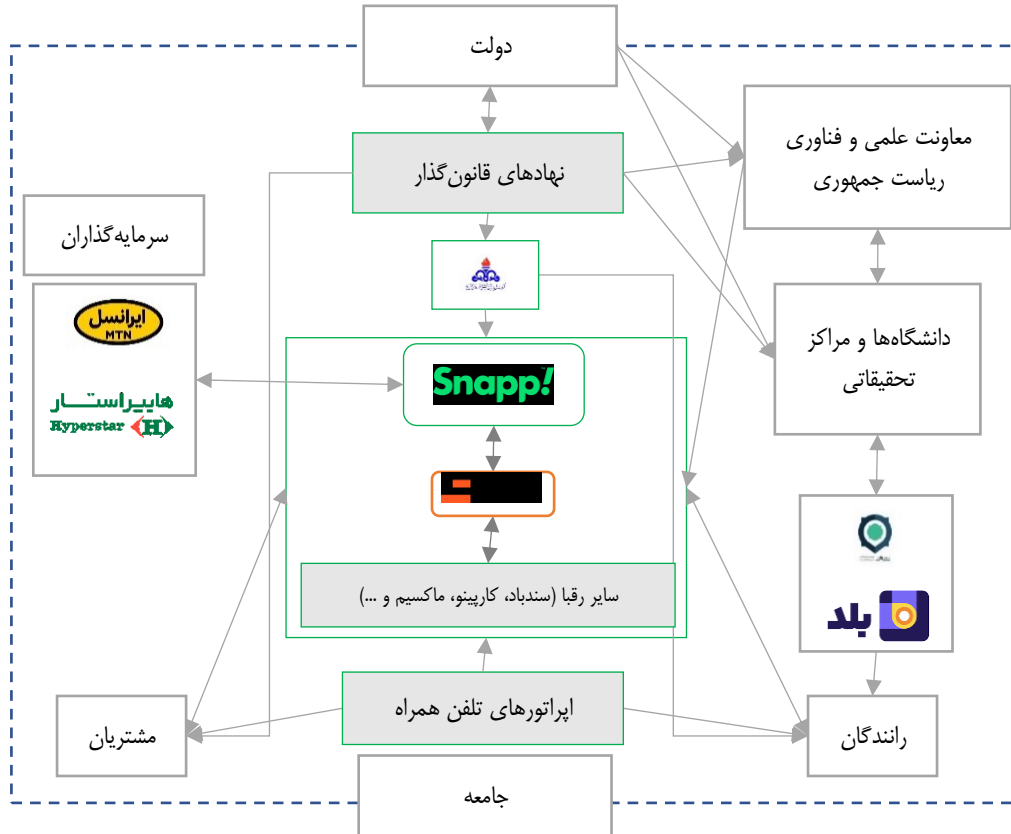 دولت
معاونت علمی و فناوری
ریاست جمهوری
نهادهای قانون‌گذار
سرمایه‌گذاران
ایرانسل
MTN
هایپراستار
Hyperstar
H
دانشگاه‌ها و مراکز
تحقیقاتی
Snapp!
سایر رقبا (سندباد، کارپینو، ماکسیم و ...)
بلد
اپراتورهای تلفن همراه
مشتریان
رانندگان
جامعه